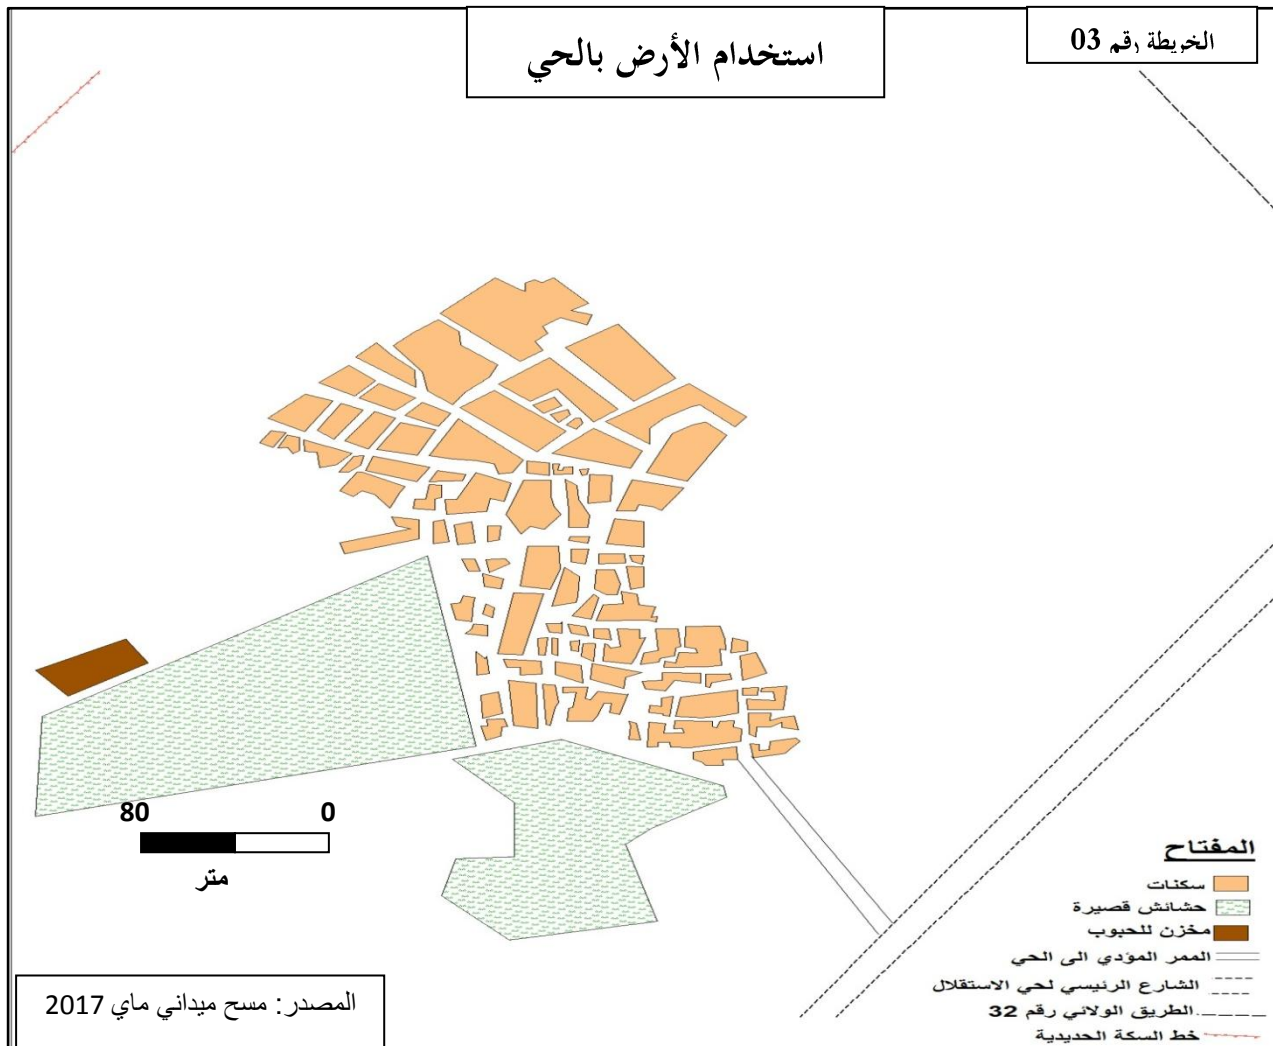 الخريطة رقم 03
استخدام الأرض بالحي
80 0
متر
المفتاح
سكنات
حشائش قصيرة
مخزن للحبوب
الممر المؤدي الى الحي
الشارع الرئيسي لحي الاستقلال
الطريق الولائي رقم 32
خط السكة الحديدية
المصدر: مسح ميداني ماي 2017